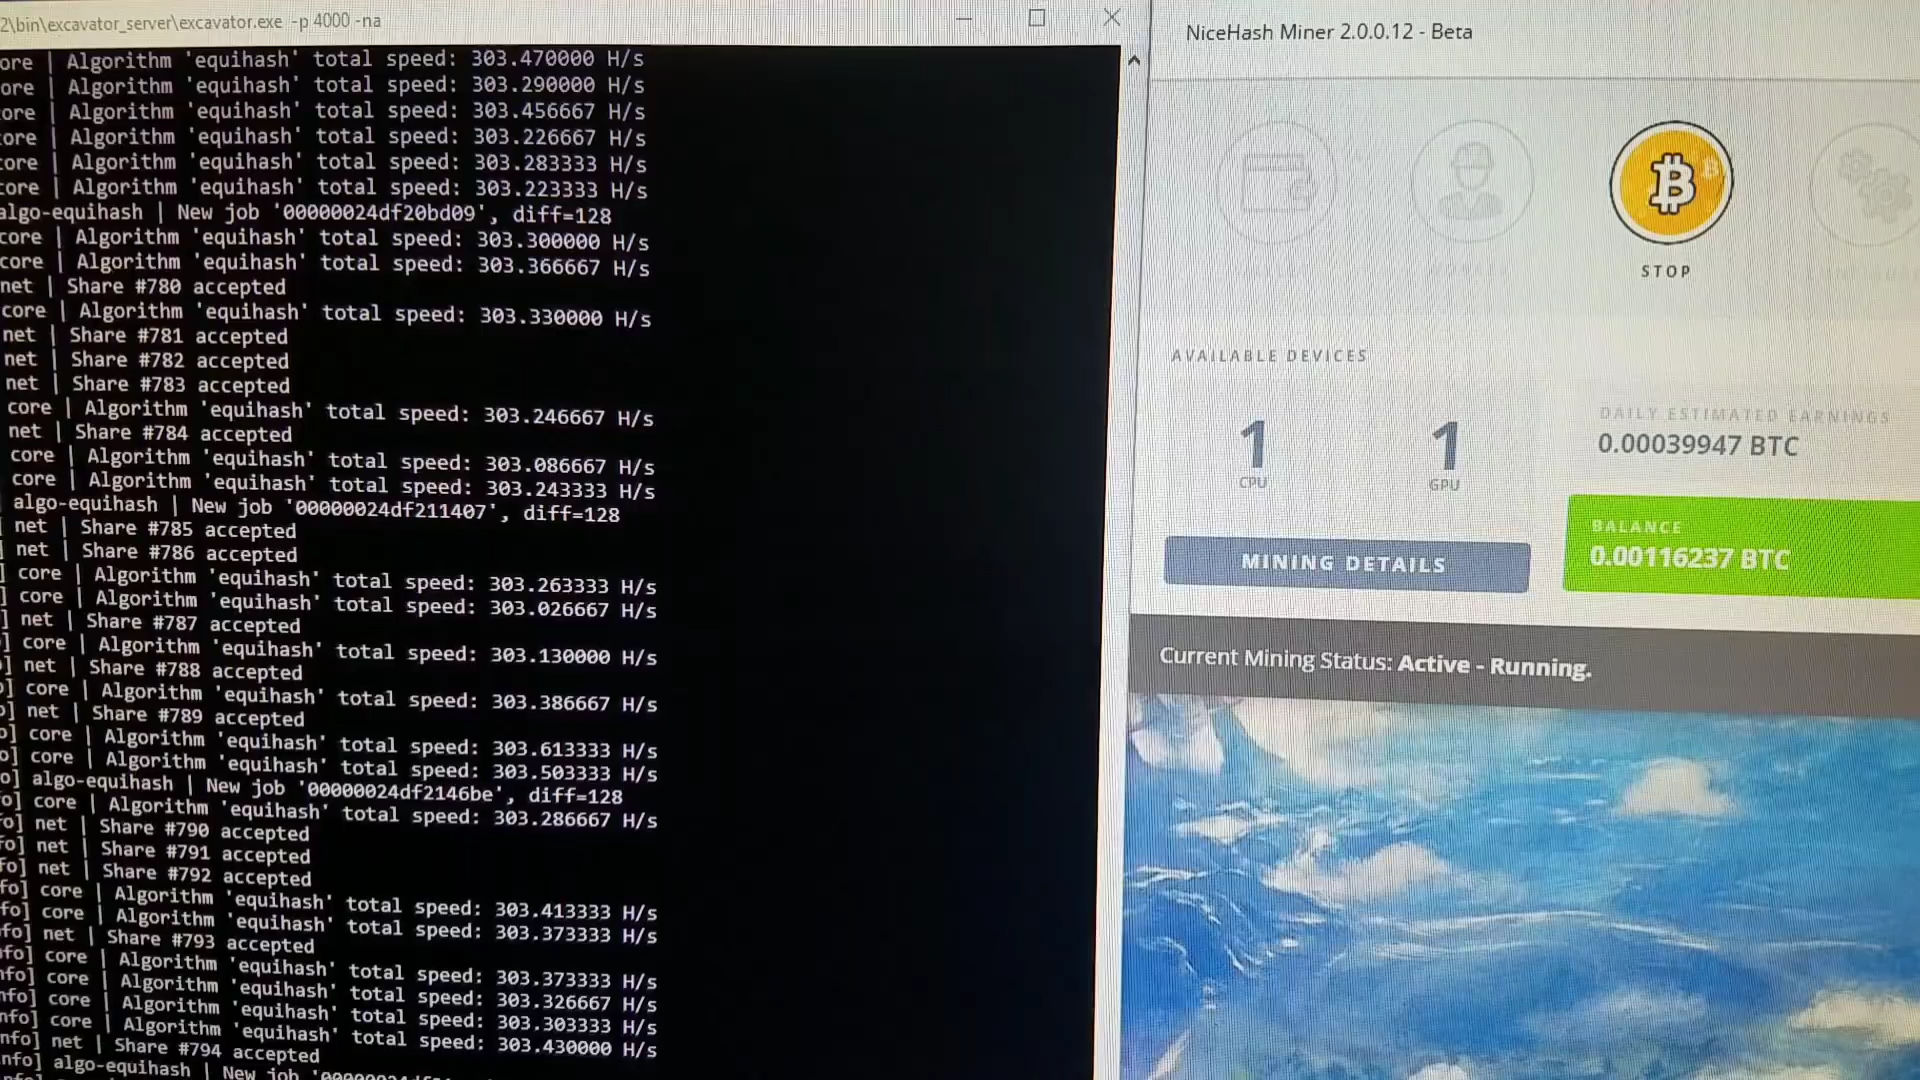 2\bin\excavator_server\excavator.exe -p 4000 -na
ore | Algorithm 'equihash' total speed: 303.470000 H/s
ore | Algorithm 'equihash' total speed: 303.290000 H/s
ore | Algorithm 'equihash' total speed: 303.456667 H/s
core | Algorithm 'equihash' total speed: 303.226667 H/s
core | Algorithm 'equihash' total speed: 303.283333 H/s
core | Algorithm 'equihash' total speed: 303.223333 H/s
algo-equihash | New job '00000024df20bd09', diff=128
core | Algorithm 'equihash' total speed: 303.300000 H/s
core | Algorithm 'equihash' total speed: 303.366667 H/s
net | Share #780 accepted
core | Algorithm 'equihash' total speed: 303.330000 H/s
net | Share #781 accepted
net | Share #782 accepted
net | Share #783 accepted
core | Algorithm 'equihash' total speed: 303.246667 H/s
net | Share #784 accepted
core | Algorithm 'equihash' total speed: 303.086667 H/s
core | Algorithm 'equihash' total speed: 303.243333 H/s
algo-equihash | New job '00000024df211407', diff=128
net | Share #785 accepted
net | Share #786 accepted
] core | Algorithm 'equihash' total speed: 303.263333 H/s
] core | Algorithm 'equihash' total speed: 303.026667 H/s
] net | Share #787 accepted
] core | Algorithm 'equihash' total speed: 303.130000 H/s
] net | Share #788 accepted
o] core | Algorithm 'equihash' total speed: 303.386667 H/s
o] net | Share #789 accepted
o] core | Algorithm 'equihash' total speed: 303.613333 H/s
o] core | Algorithm 'equihash' total speed: 303.503333 H/s
o] algo-equihash | New job '00000024df2146be', diff=128
fo] core | Algorithm 'equihash' total speed: 303.286667 H/s
fo] net | Share #790 accepted
fo] net | Share #791 accepted
fo] net | Share #792 accepted
fo] core | Algorithm 'equihash' total speed: 303.413333 H/s
fo] core | Algorithm 'equihash' total speed: 303.373333 H/s
fo] net | Share #793 accepted
nfo] core | Algorithm 'equihash' total speed: 303.373333 H/s
nfo] core | Algorithm 'equihash' total speed: 303.326667 H/s
nfo] core | Algorithm 'equihash' total speed: 303.303333 H/s
nfo] core | Algorithm 'equihash' total speed: 303.430000 H/s
nfo] net | Share #794 accepted
nfo] algo-equihash | New job
NiceHash Miner 2.0.0.12 - Beta
STOP
AVAILABLE DEVICES
1
CPU
1
GPU
DAILY ESTIMATED EARNINGS
0.00039947 BTC
MINING DETAILS
BALANCE
0.00116237 BTC
Current Mining Status: Active - Running.